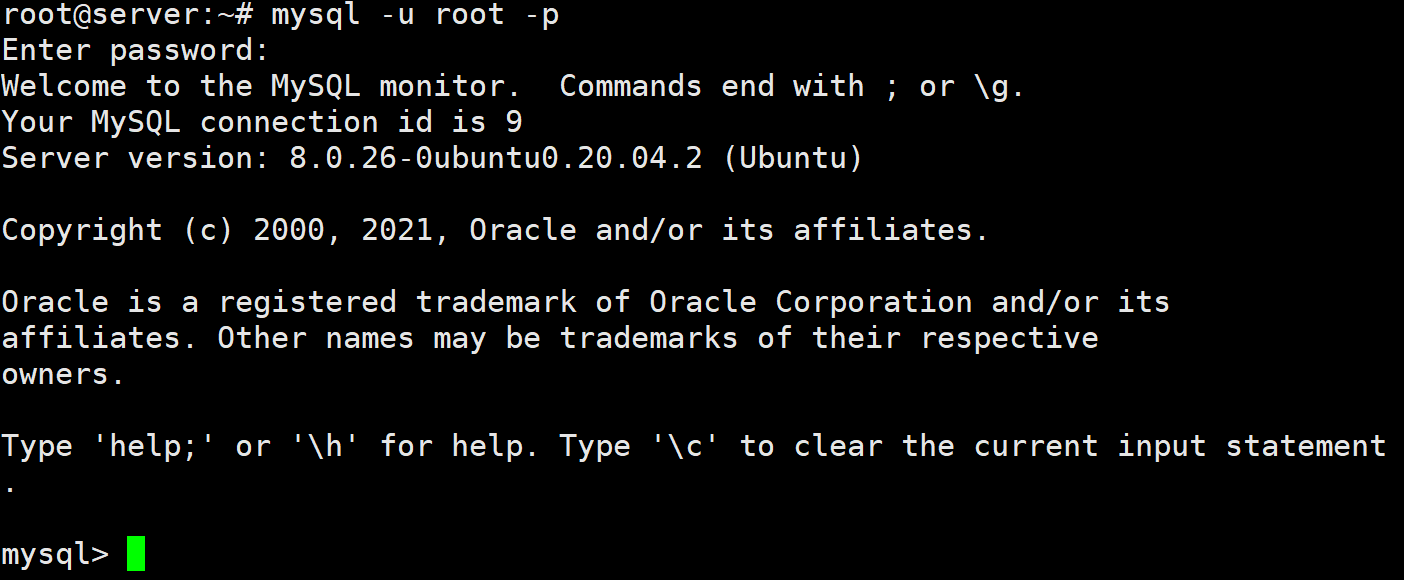 root@server:~# mysql -u root -p
Enter password:
Welcome to the MySQL monitor.  Commands end with ; or \g.
Your MySQL connection id is 9
Server version: 8.0.26-0ubuntu0.20.04.2 (Ubuntu)
Copyright (c) 2000, 2021, Oracle and/or its affiliates.
Oracle is a registered trademark of Oracle Corporation and/or its
affiliates. Other names may be trademarks of their respective
owners.
Type 'help;' or '\h' for help. Type '\c' to clear the current input statement
.
mysql>